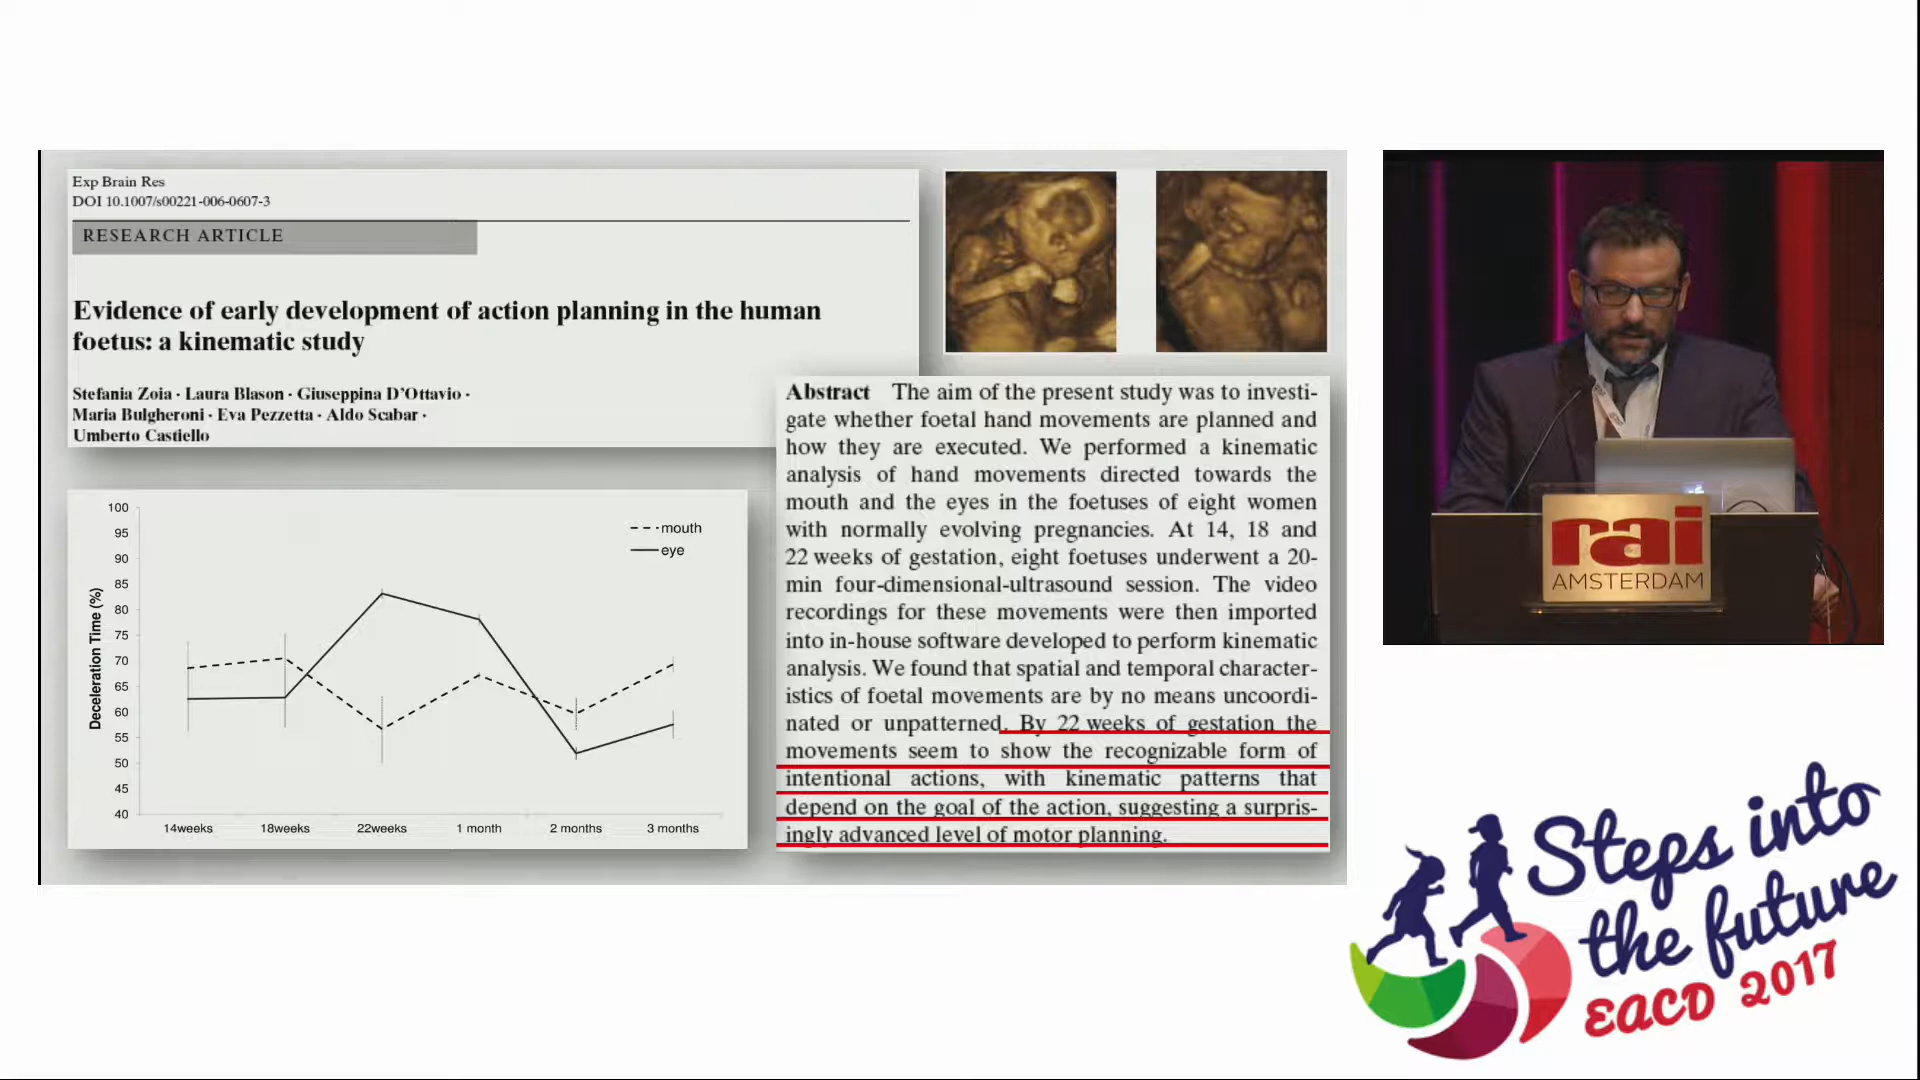 Exp Brain Res
DOI 10.1007/s00221-006-0607-3
RESEARCH ARTICLE
Evidence of early development of action planning in the human
foetus: a kinematic study
Stefania Zoia · Laura Blason · Giuseppina D'Ottavio ·
Maria Bulgheroni · Eva Pezzetta · Aldo Scabar ·
Umberto Castiello
Abstract The aim of the present study was to investi-
gate whether foetal hand movements are planned and
how they are executed. We performed a kinematic
analysis of hand movements directed towards the
mouth and the eyes in the foetuses of eight women
with normally evolving pregnancies. At 14, 18 and
22 weeks of gestation, eight foetuses underwent a 20-
min four-dimensional-ultrasound session. The video
recordings for these movements were then imported
into in-house software developed to perform kinematic
analysis. We found that spatial and temporal character-
istics of foetal movements are by no means uncoordi-
nated or unpatterned. By 22 weeks of gestation the
movements seem to show the recognizable form of
intentional actions, with kinematic patterns that
depend on the goal of the action, suggesting a surpris-
ingly advanced level of motor planning.
100
95
90
85
80
75
70
65
60
55
50
45
40
Deceleration Time (%)
mouth
eye
14weeks 18weeks 22weeks 1 month 2 months 3 months
rai
AMSTERDAM
Steps into
the future
EACD 2017